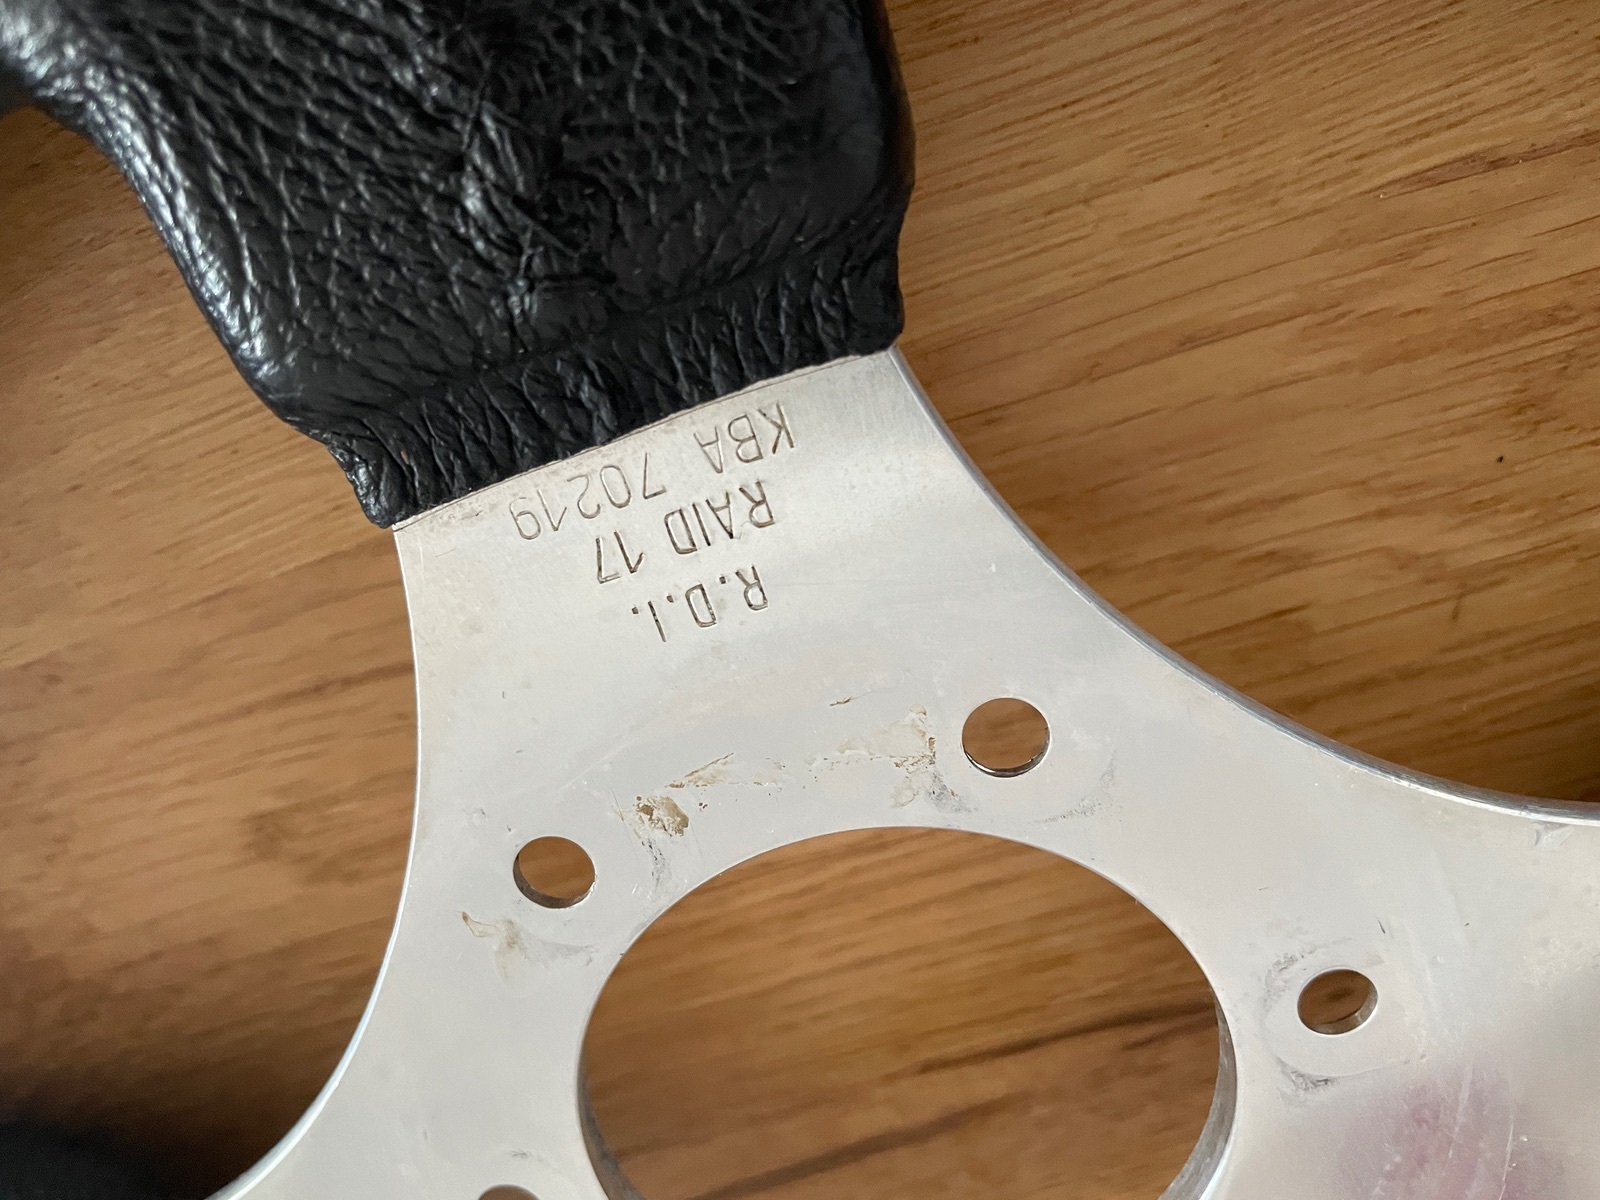 R.D.I.
RAID 17
KBA 70219